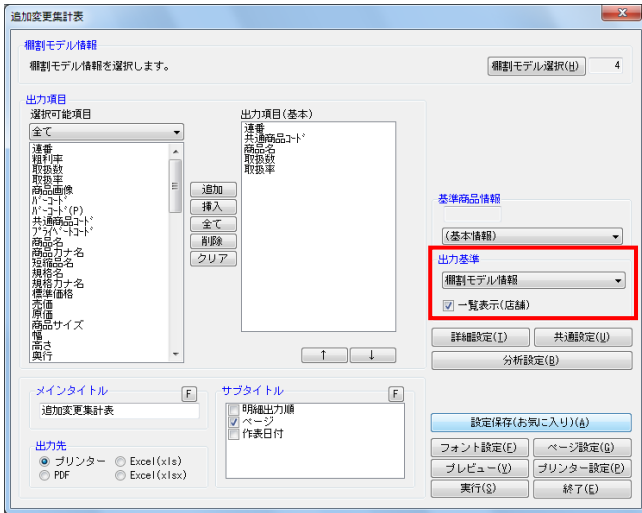 追加変更集計表
棚割モデル情報
棚割モデル情報を選択します。
棚割モデル選択(H)
4
出力項目
選択可能項目
全て
連番
粗利率
取扱数
取扱率
商品画像
ﾊﾞｰｺｰﾄﾞ
ﾊﾞｰｺｰﾄﾞ(P)
共通商品ｺｰﾄﾞ
ﾌﾟﾗｲﾍﾞｰﾄｺｰﾄﾞ
商品名
商品カナ名
短縮品名
規格名
規格カナ名
標準価格
売価
原価
商品サイズ
幅
高さ
奥行
追加
挿入
全て
削除
クリア
出力項目(基本)
連番
共通商品ｺｰﾄﾞ
商品名
取扱数
取扱率
↑
↓
基準商品情報
(基本情報)
出力基準
棚割モデル情報
一覧表示(店舗)
詳細設定(I)
共通設定(U)
分析設定(B)
メインタイトル
F
追加変更集計表
サブタイトル
F
明細出力順
ページ
作表日付
出力先
プリンター
Excel(xls)
PDF
Excel(xlsx)
設定保存(お気に入り)(A)
フォント設定(F)
ページ設定(G)
プレビュー(V)
プリンター設定(P)
実行(S)
終了(E)